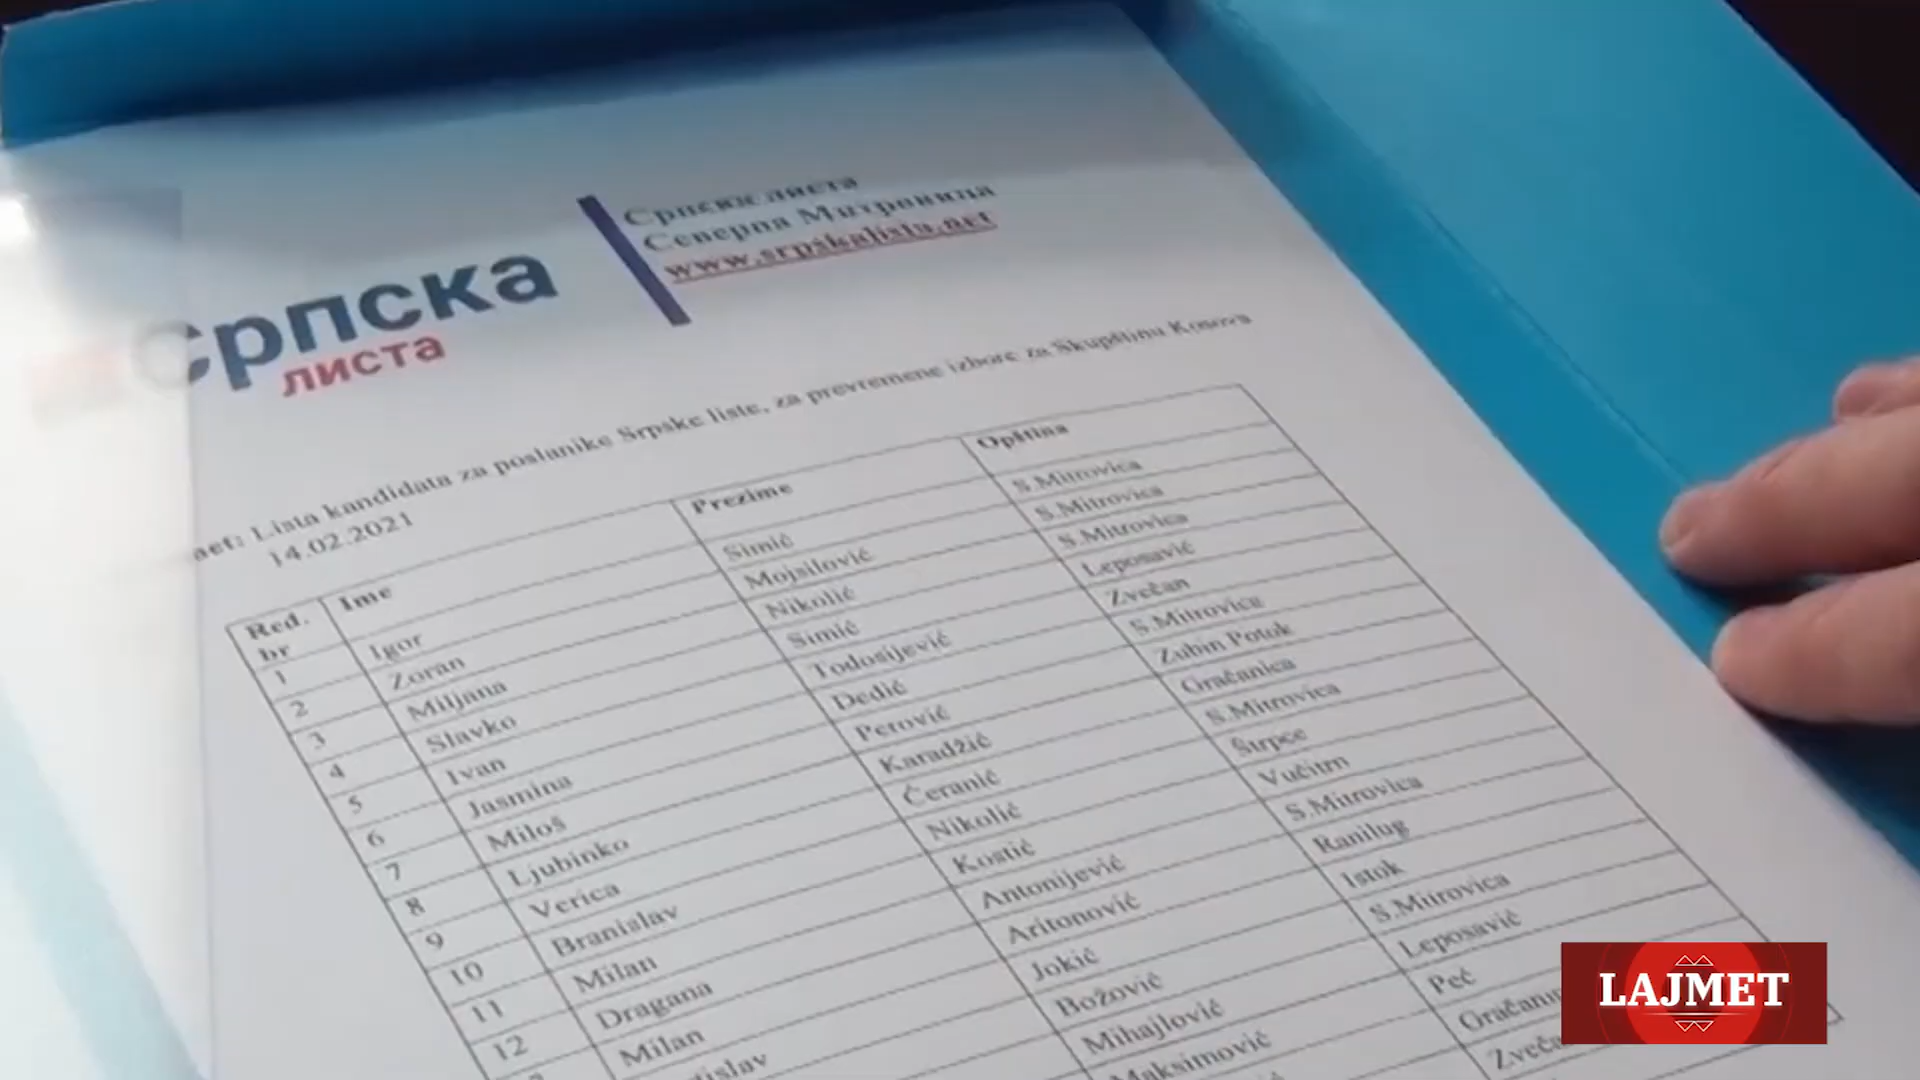 Српска
листа
Српске листа
Северна Митровица
www.srpskalista.net
met: Lista kandidata za poslanike Srpske liste, za prevremene izbore za Skupštinu Kosova
14.02.2021
Red. br Ime Prezime Opština
1 Igor Simić S.Mitrovica
2 Zoran Mojsilović S.Mitrovica
3 Miljana Nikolić S.Mitrovica
4 Slavko Simić Leposavić
5 Ivan Todosijević Zvečan
6 Jasmina Dedić S.Mitrovica
7 Miloš Perović Zubin Potok
8 Ljubinko Karadžić Gračanica
9 Verica Čeranić S.Mitrovica
10 Branislav Nikolić Štrpce
11 Milan Kostić Vučitrn
12 Dragana Antonijević S.Mitrovica
Milan Aritonović Ranilug
tislav Jokić Istok
Božović S.Mitrovica
Mihajlović Leposavić
Maksimović Peć
LAJMET